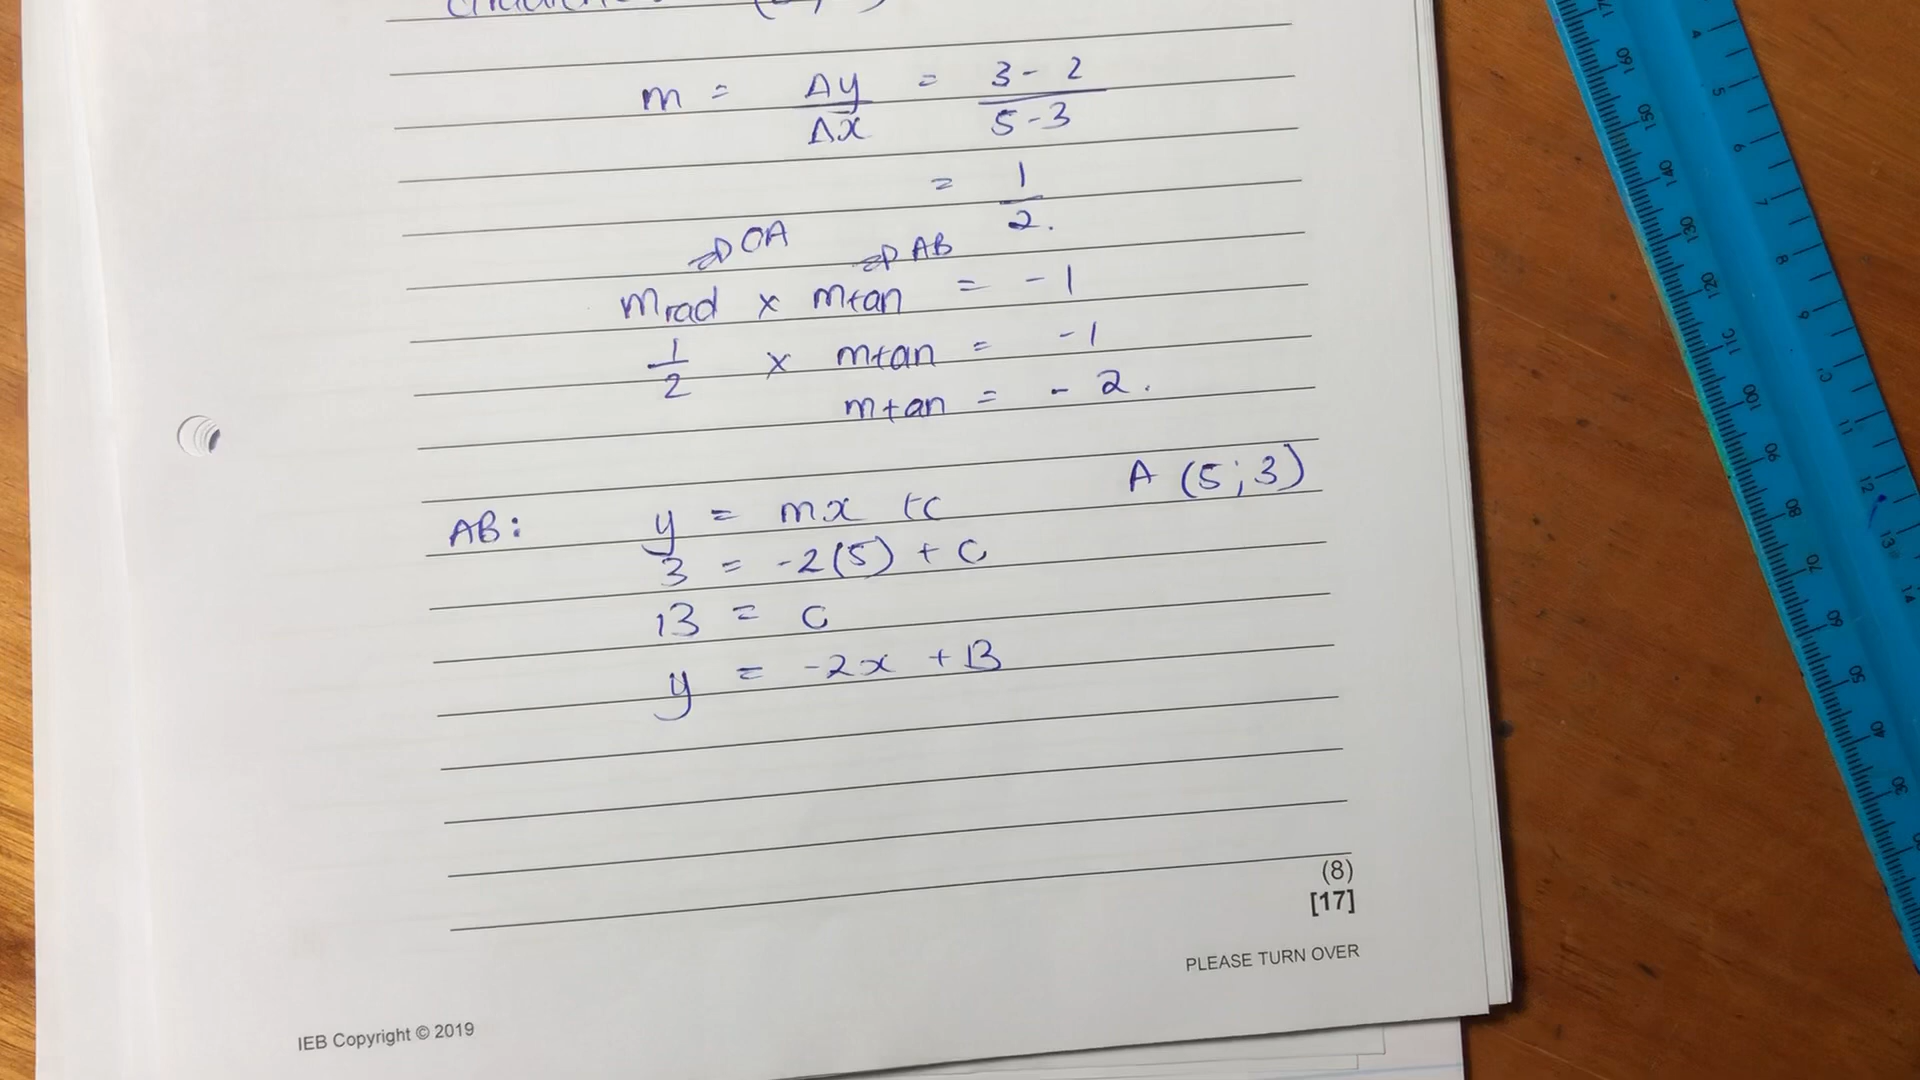 m = Δy/Δx = 3 - 2/5 - 3
= 1/2.
OA
AB
mrad × mtan = -1
1/2 × mtan = -1
mtan = -2.
A (5;3)
AB: y = mx + c
3 = -2(5) + c
13 = c
y = -2x + 13
(8)
[17]
PLEASE TURN OVER
IEB Copyright © 2019